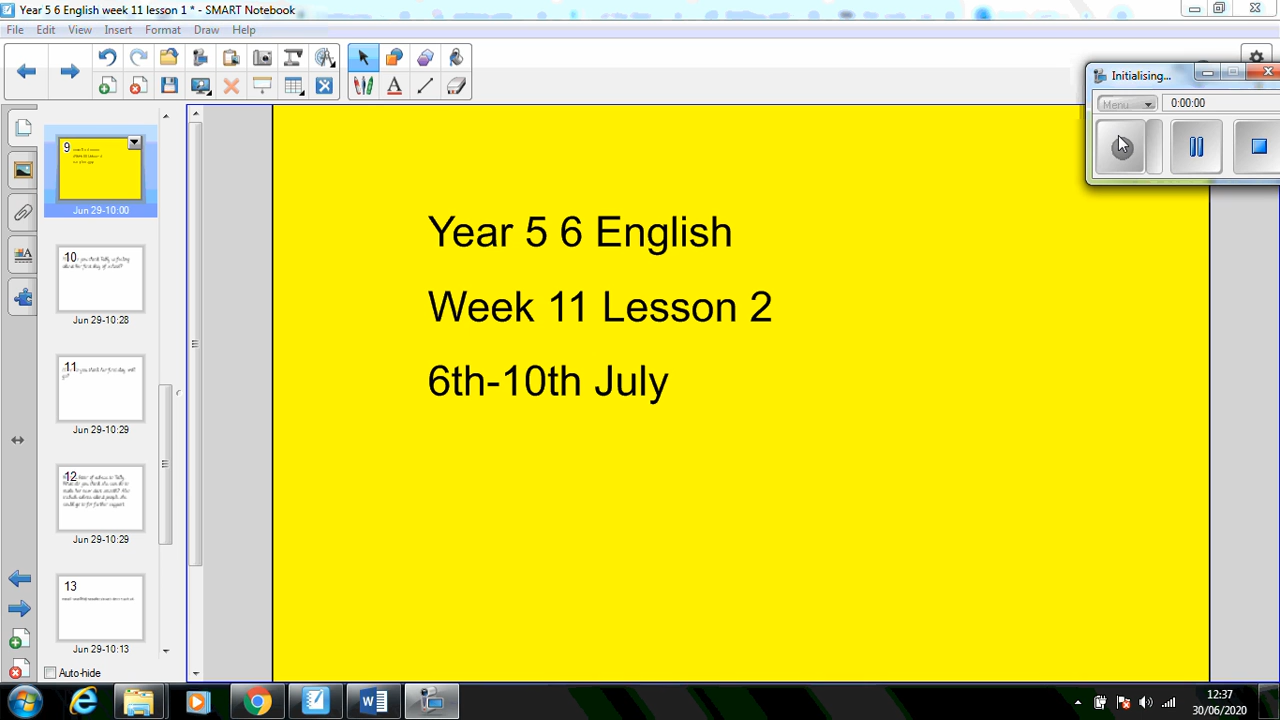 Year 5 6 English week 11 lesson 1 * - SMART Notebook
File Edit View Insert Format Draw Help
Initialising...
Menu
0:00:00
9
Jun 29-10:00
10
Jun 29-10:28
11
Jun 29-10:29
12
Jun 29-10:29
13
Jun 29-10:13
Auto-hide
Year 5 6 English
Week 11 Lesson 2
6th-10th July
12:37
30/06/2020